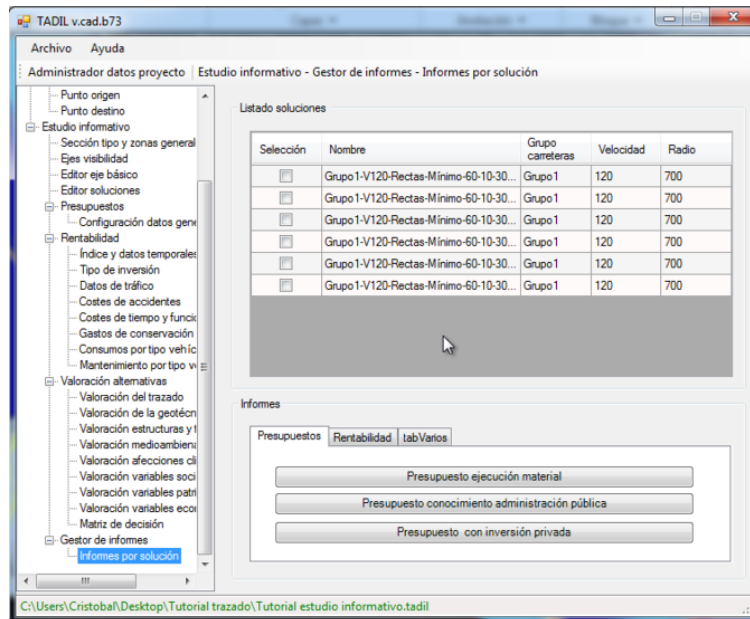 TADIL v.cad.b73
Archivo Ayuda
Administrador datos proyecto Estudio informativo - Gestor de informes - Informes por solución
Punto origen
Punto destino
Estudio informativo
Sección tipo y zonas general
Ejes visibilidad
Editor eje básico
Editor soluciones
Presupuestos
Configuración datos gene
Rentabilidad
Índice y datos temporales
Tipo de inversión
Datos de tráfico
Costes de accidentes
Costes de tiempo y funcio
Gastos de conservación
Consumos por tipo vehíc
Mantenimiento por tipo v
Valoración alternativas
Valoración del trazado
Valoración de la geotécn
Valoración estructuras y t
Valoración medioambiena
Valoración afecciones cli
Valoración variables soci
Valoración variables patri
Valoración variables ecor
Matriz de decisión
Gestor de informes
Informes por solución
Listado soluciones
Selección Nombre Grupo carreteras Velocidad Radio
Grupo1-V120-Rectas-Mínimo-60-10-30... Grupo1 120 700
Grupo1-V120-Rectas-Mínimo-60-10-30... Grupo1 120 700
Grupo1-V120-Rectas-Mínimo-60-10-30... Grupo1 120 700
Grupo1-V120-Rectas-Mínimo-60-10-30... Grupo1 120 700
Grupo1-V120-Rectas-Mínimo-60-10-30... Grupo1 120 700
Grupo1-V120-Rectas-Mínimo-60-10-30... Grupo1 120 700
Informes
Presupuestos Rentabilidad tabVarios
Presupuesto ejecución material
Presupuesto conocimiento administración pública
Presupuesto con inversión privada
C:\Users\Cristobal\Desktop\Tutorial trazado\Tutorial estudio informativo.tadil